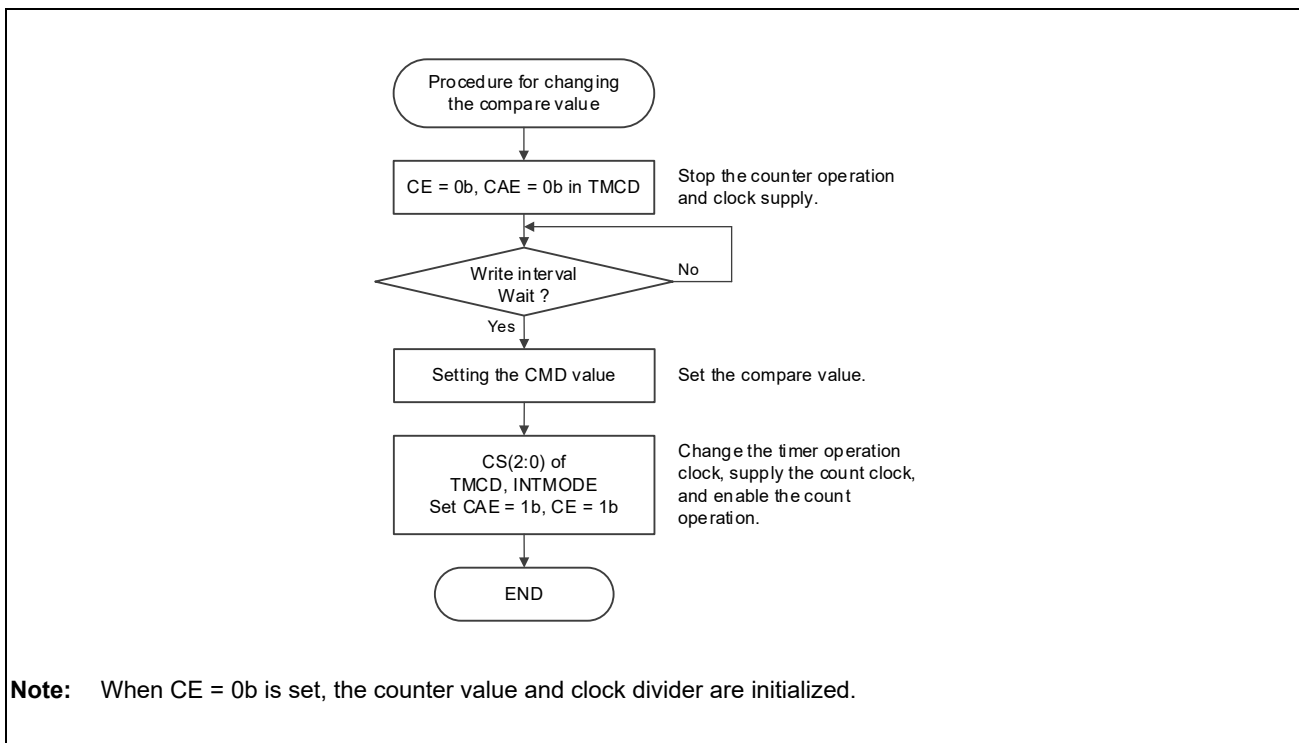 Procedure for changing
the compare value
CE = 0b, CAE = 0b in TMCD
Stop the counter operation
and clock supply.
Write interval
Wait ?
No
Yes
Setting the CMD value
Set the compare value.
CS(2:0) of
TMCD, INTMODE
Set CAE = 1b, CE = 1b
Change the timer operation
clock, supply the count clock,
and enable the count
operation.
END
Note: When CE = 0b is set, the counter value and clock divider are initialized.